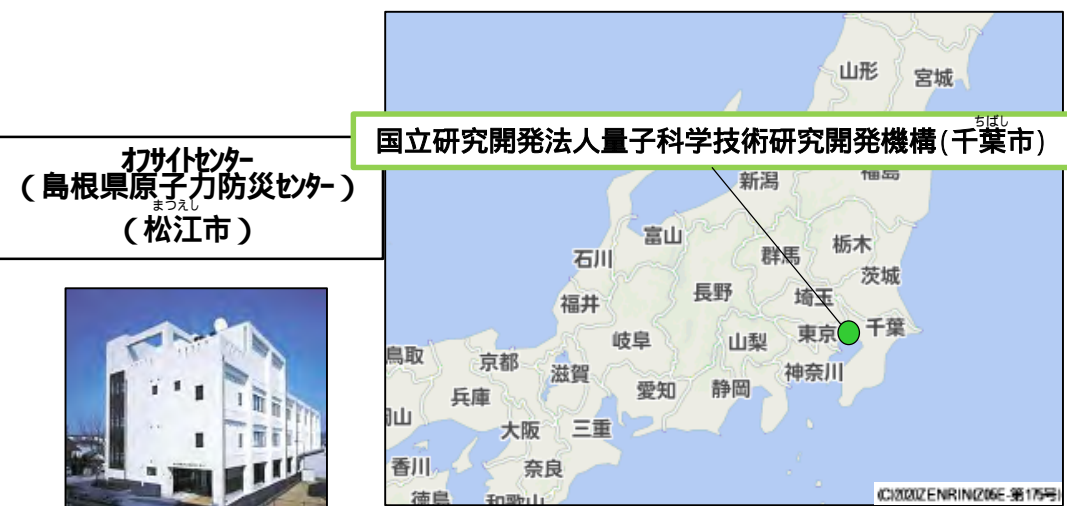 オフサイトセンター
（島根県原子力防災センター）
まつえし
（松江市）
ちばし
国立研究開発法人量子科学技術研究開発機構(千葉市)
山形
宮城
新潟
福島
富山
石川
群馬
栃木
茨城
福井
長野
埼玉
岐阜
山梨
東京
千葉
鳥取
京都
滋賀
神奈川
兵庫
愛知
静岡
山
大阪
三重
香川
奈良
徳島
和歌山
(C)2020ZENRIN(Z06E-第175号)